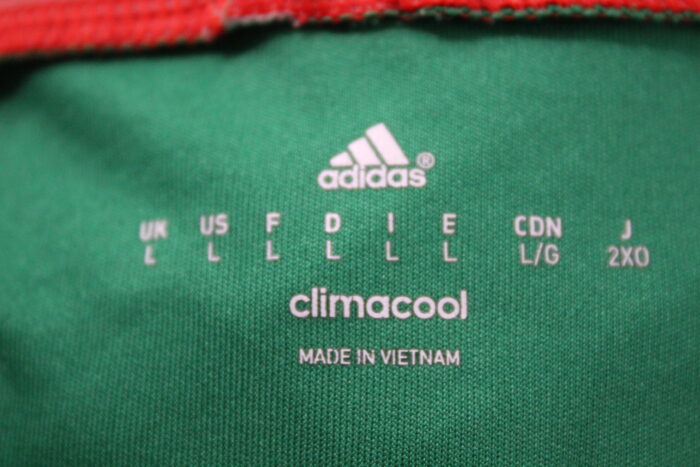 adidas®
UK US F D I E CDN J
L L L L L L L/G 2XO
climacool
MADE IN VIETNAM